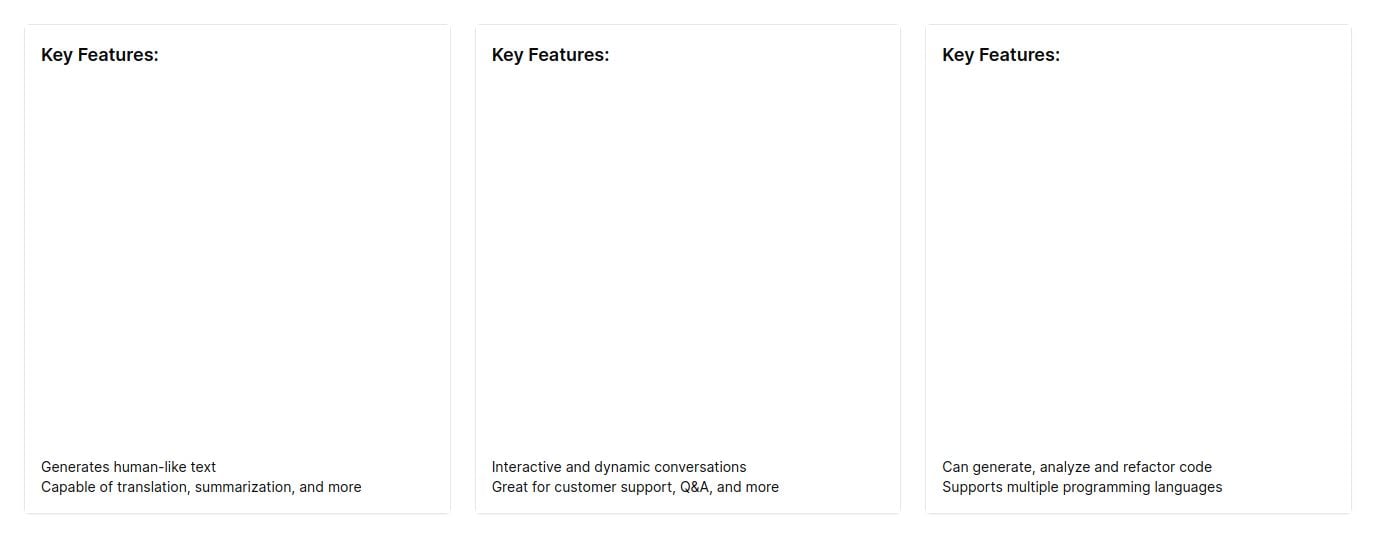 Key Features:
Generates human-like text
Capable of translation, summarization, and more
Key Features:
Interactive and dynamic conversations
Great for customer support, Q&A, and more
Key Features:
Can generate, analyze and refactor code
Supports multiple programming languages